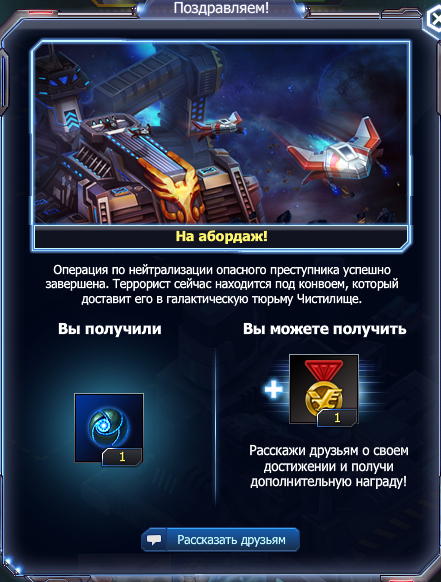 Поздравляем!
На абордаж!
Операция по нейтрализации опасного преступника успешно
завершена. Террорист сейчас находится под конвоем, который
доставит его в галактическую тюрьму Чистилище.
Вы получили
Вы можете получить
1
1
Расскажи друзьям о своем
достижении и получи
дополнительную награду!
Рассказать друзьям